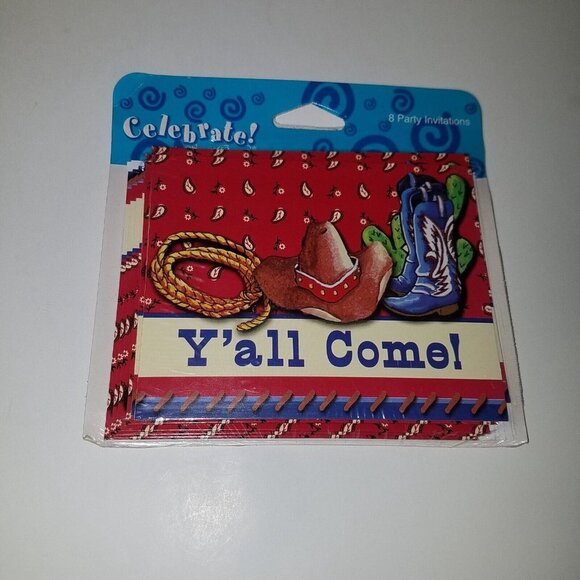 Celebrate!
8 Party Invitations
Y'all Come!